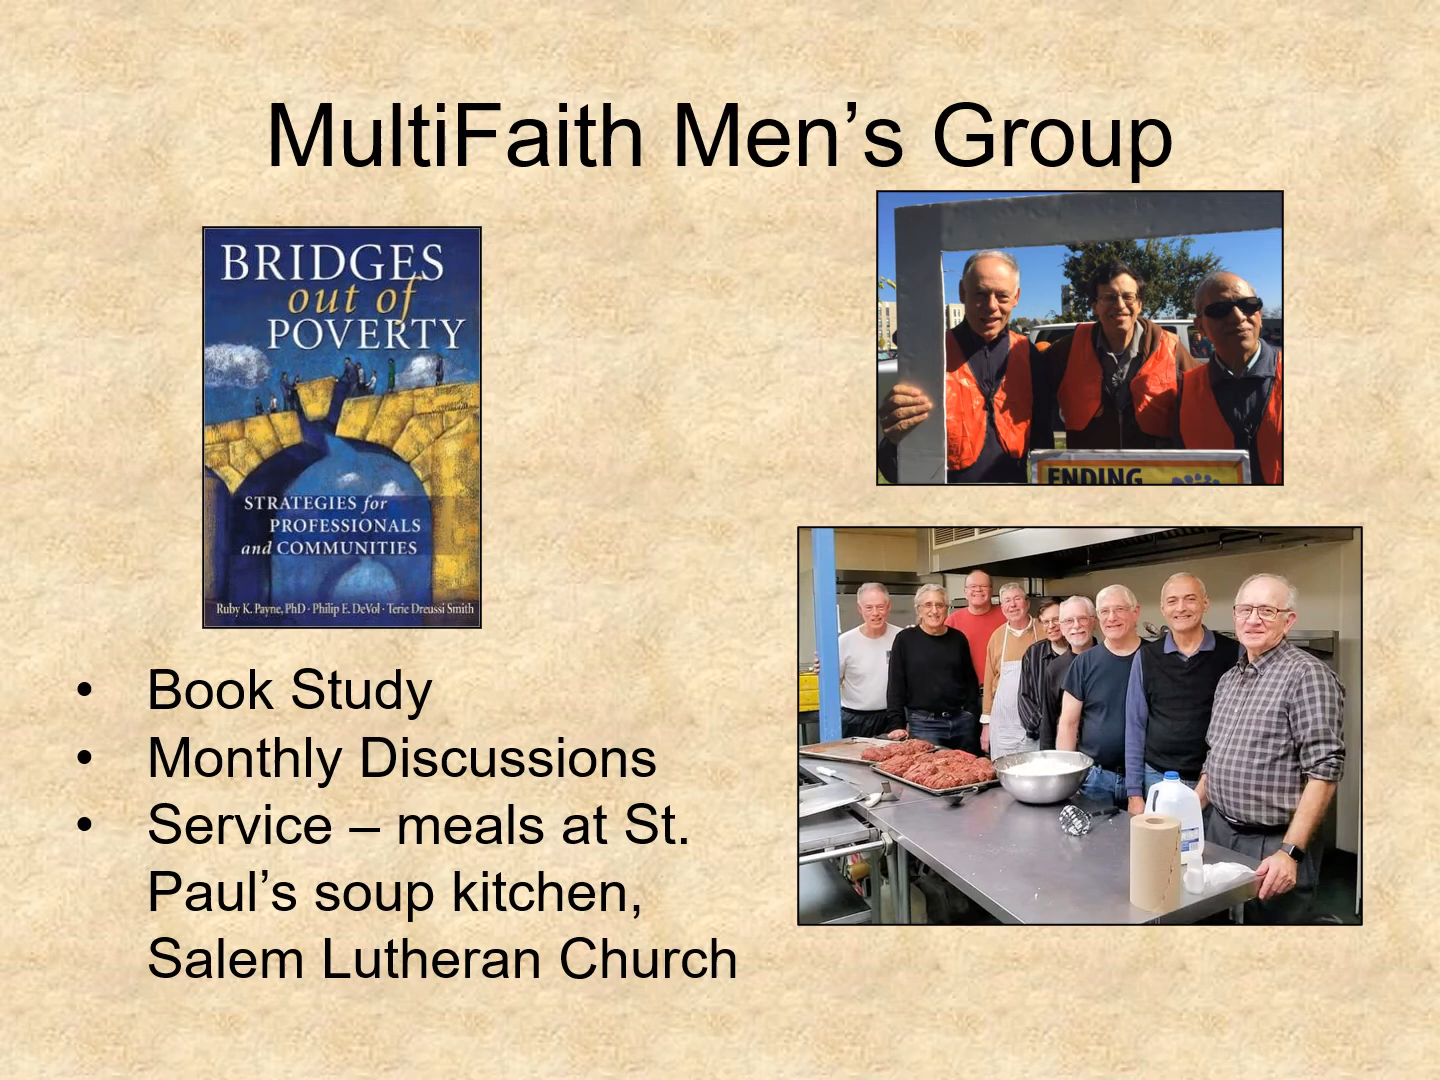 MultiFaith Men’s Group
BRIDGES
out of
POVERTY
STRATEGIES for
PROFESSIONALS
and COMMUNITIES
Ruby K. Payne, PhD · Philip E. DeVol · Terie Dreussi Smith
ENDING
• Book Study
• Monthly Discussions
• Service – meals at St.
Paul’s soup kitchen,
Salem Lutheran Church